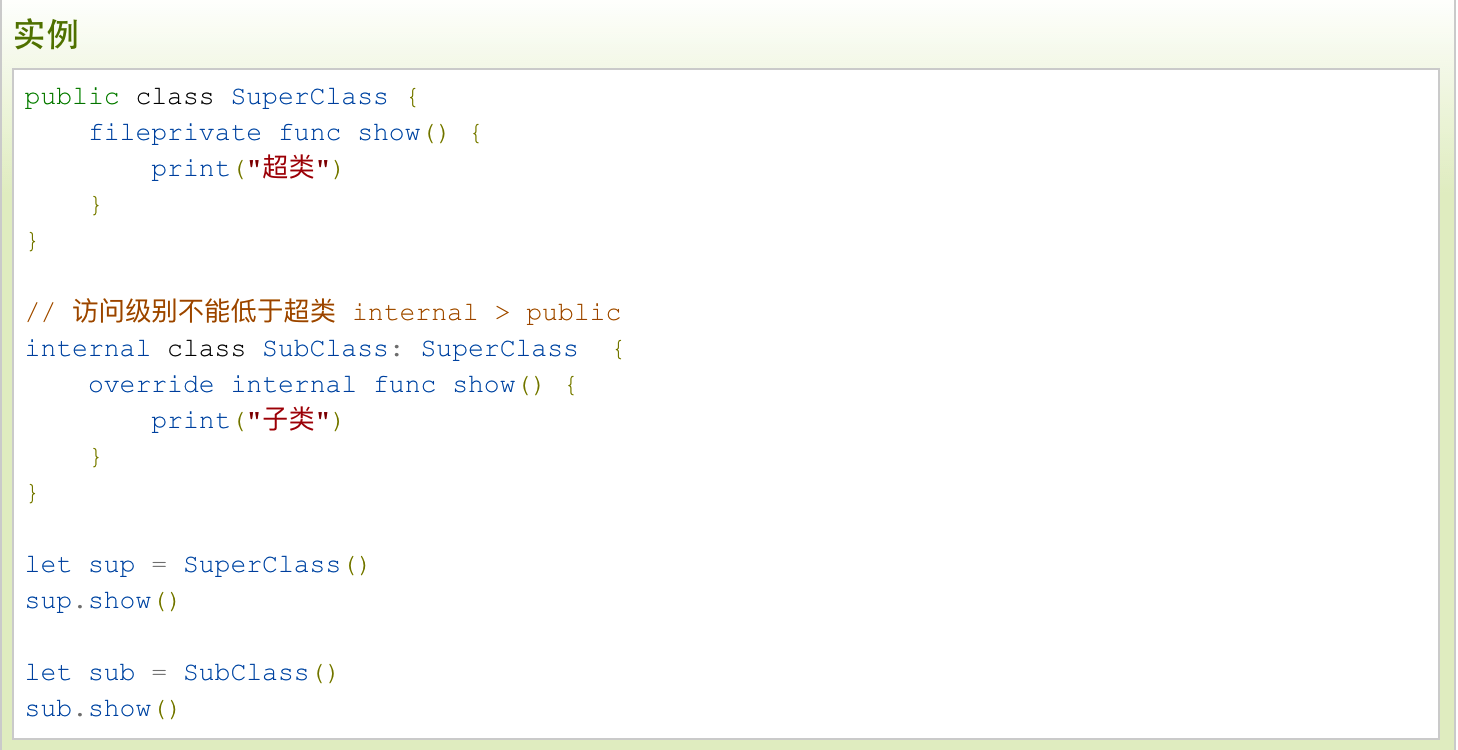 实例
public class SuperClass {
    fileprivate func show() {
        print("超类")
    }
}
// 访问级别不能低于超类 internal > public
internal class SubClass: SuperClass  {
    override internal func show() {
        print("子类")
    }
}
let sup = SuperClass()
sup.show()
let sub = SubClass()
sub.show()